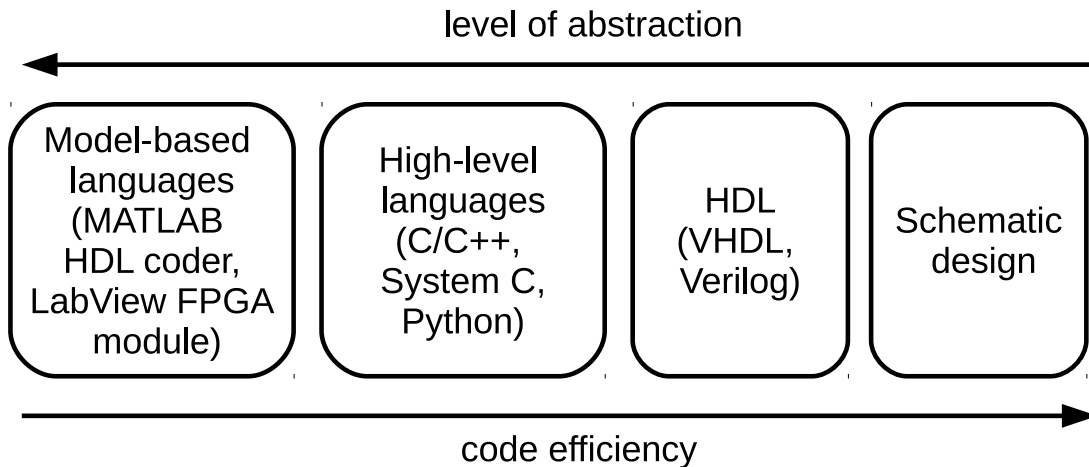 level of abstraction
Model-based
languages
(MATLAB
HDL coder,
LabView FPGA
module)
High-level
languages
(C/C++,
System C,
Python)
HDL
(VHDL,
Verilog)
Schematic
design
code efficiency